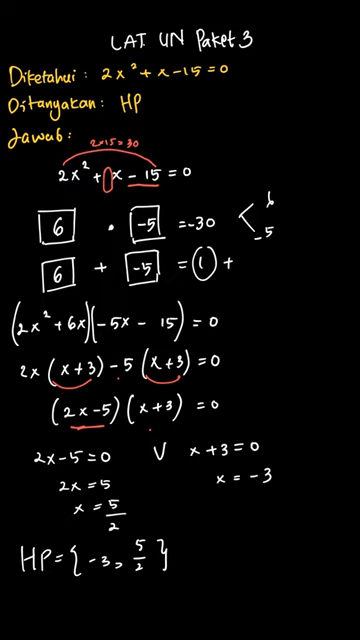 LAT UN Paket 3
Diketahui : 2x² + x - 15 = 0
Ditanyakan : HP
Jawab :
2×15=30
2x² + x - 15 = 0
6 • -5 = -30 < 6
-5
6 + -5 = 1 +
(2x² + 6x)(-5x - 15) = 0
2x (x+3) - 5 (x+3) = 0
(2x-5) (x+3) = 0
2x-5=0 V x+3=0
2x=5 x = -3
x = 5/2
HP = { -3, 5/2 }